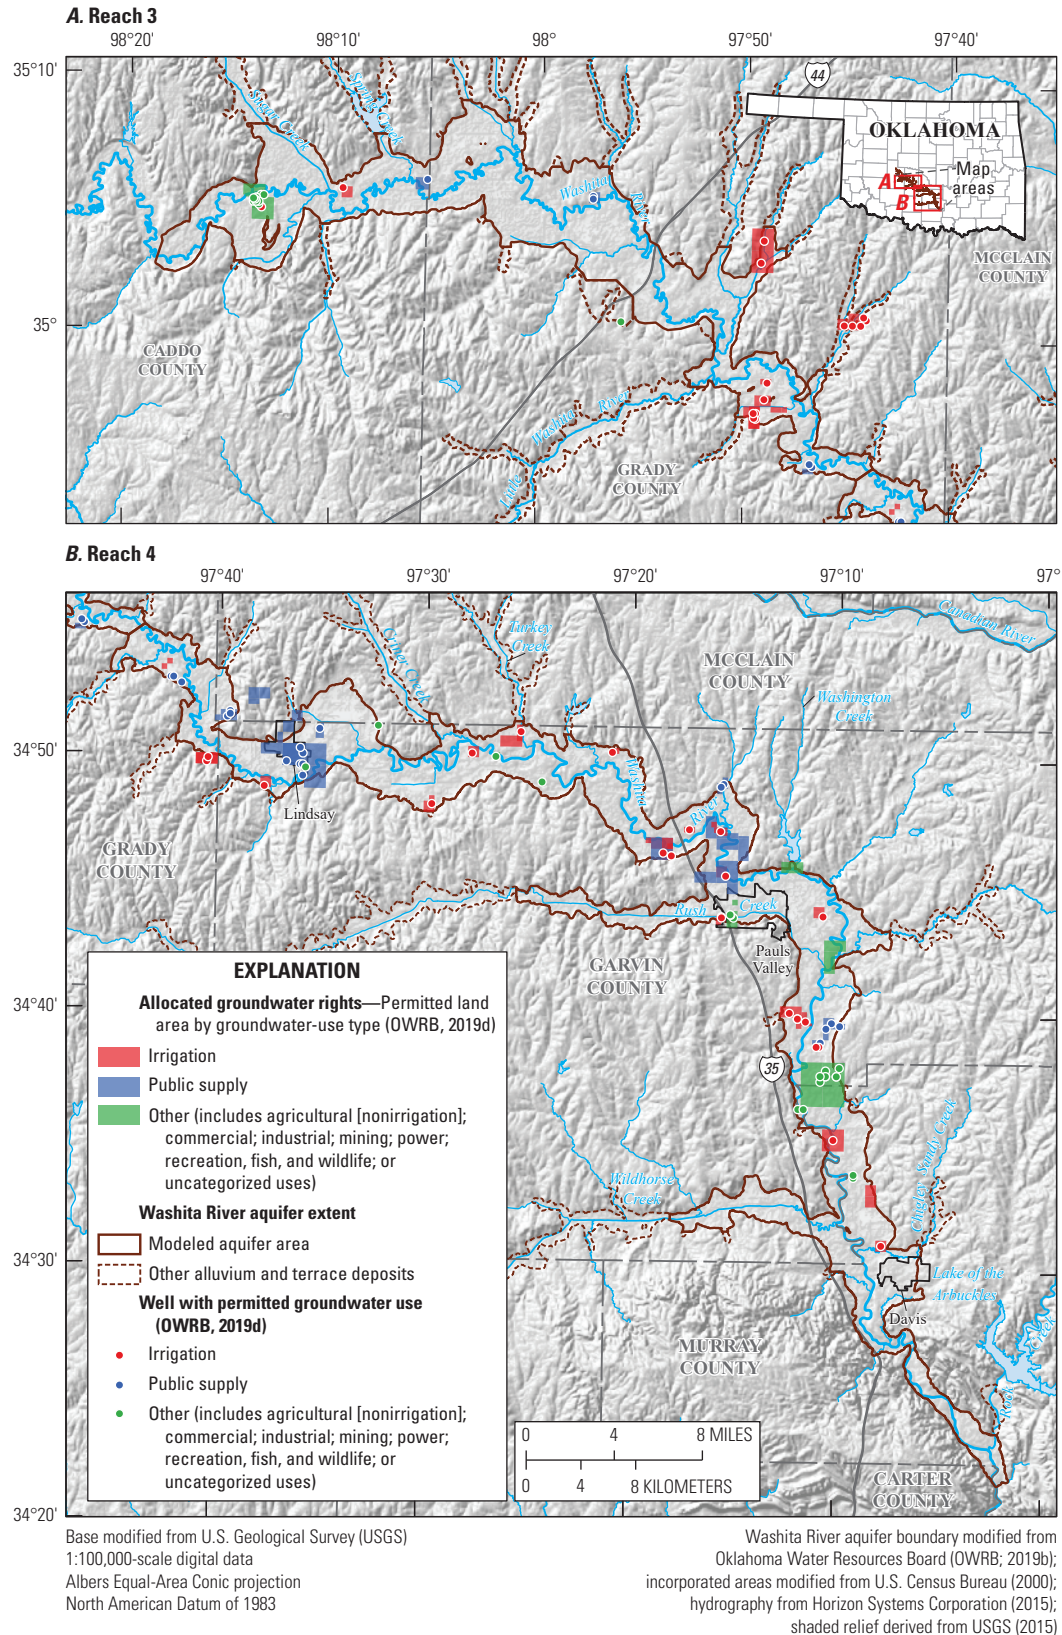 A. Reach 3
98°20' 98°10' 98° 97°50' 97°40'
35°10'
44
Sugar Creek
Spring Creek
OKLAHOMA
Map
areas
A
B
Washita
River
MCCLAIN
COUNTY
35°
CADDO
COUNTY
Little Washita River
GRADY
COUNTY
B. Reach 4
97°40' 97°30' 97°20' 97°10' 97°
Canadian River
Criner Creek
Turkey
Creek
MCCLAIN
COUNTY
Washington
Creek
34°50'
Washita
River
Lindsay
GRADY
COUNTY
Rush Creek
Pauls
Valley
GARVIN
COUNTY
34°40'
35
EXPLANATION
Allocated groundwater rights—Permitted land
area by groundwater-use type (OWRB, 2019d)
Irrigation
Public supply
Other (includes agricultural [nonirrigation];
commercial; industrial; mining; power;
recreation, fish, and wildlife; or
uncategorized uses)
Washita River aquifer extent
Modeled aquifer area
Other alluvium and terrace deposits
Well with permitted groundwater use
(OWRB, 2019d)
Irrigation
Public supply
Other (includes agricultural [nonirrigation];
commercial; industrial; mining; power;
recreation, fish, and wildlife; or
uncategorized uses)
Wildhorse
Creek
Chigley Sandy Creek
34°30'
Lake of the
Arbuckles
Davis
MURRAY
COUNTY
Rock Creek
0 4 8 MILES
0 4 8 KILOMETERS
CARTER
COUNTY
34°20'
Base modified from U.S. Geological Survey (USGS)
1:100,000-scale digital data
Albers Equal-Area Conic projection
North American Datum of 1983
Washita River aquifer boundary modified from
Oklahoma Water Resources Board (OWRB; 2019b);
incorporated areas modified from U.S. Census Bureau (2000);
hydrography from Horizon Systems Corporation (2015);
shaded relief derived from USGS (2015)